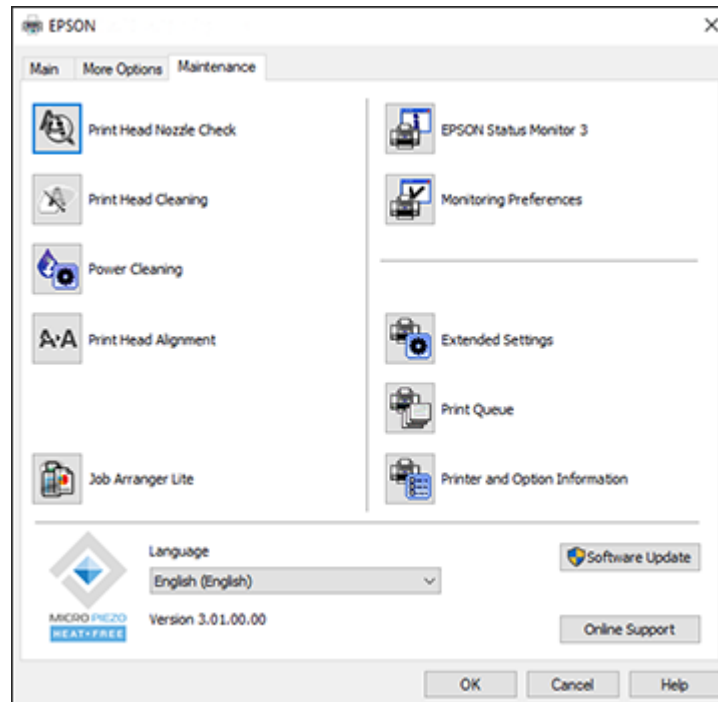 EPSON
Main
More Options
Maintenance
Print Head Nozzle Check
Print Head Cleaning
Power Cleaning
A·A Print Head Alignment
Job Arranger Lite
EPSON Status Monitor 3
Monitoring Preferences
Extended Settings
Print Queue
Printer and Option Information
MICRO PIEZO
HEAT•FREE
Language
English (English)
Version 3.01.00.00
Software Update
Online Support
OK
Cancel
Help